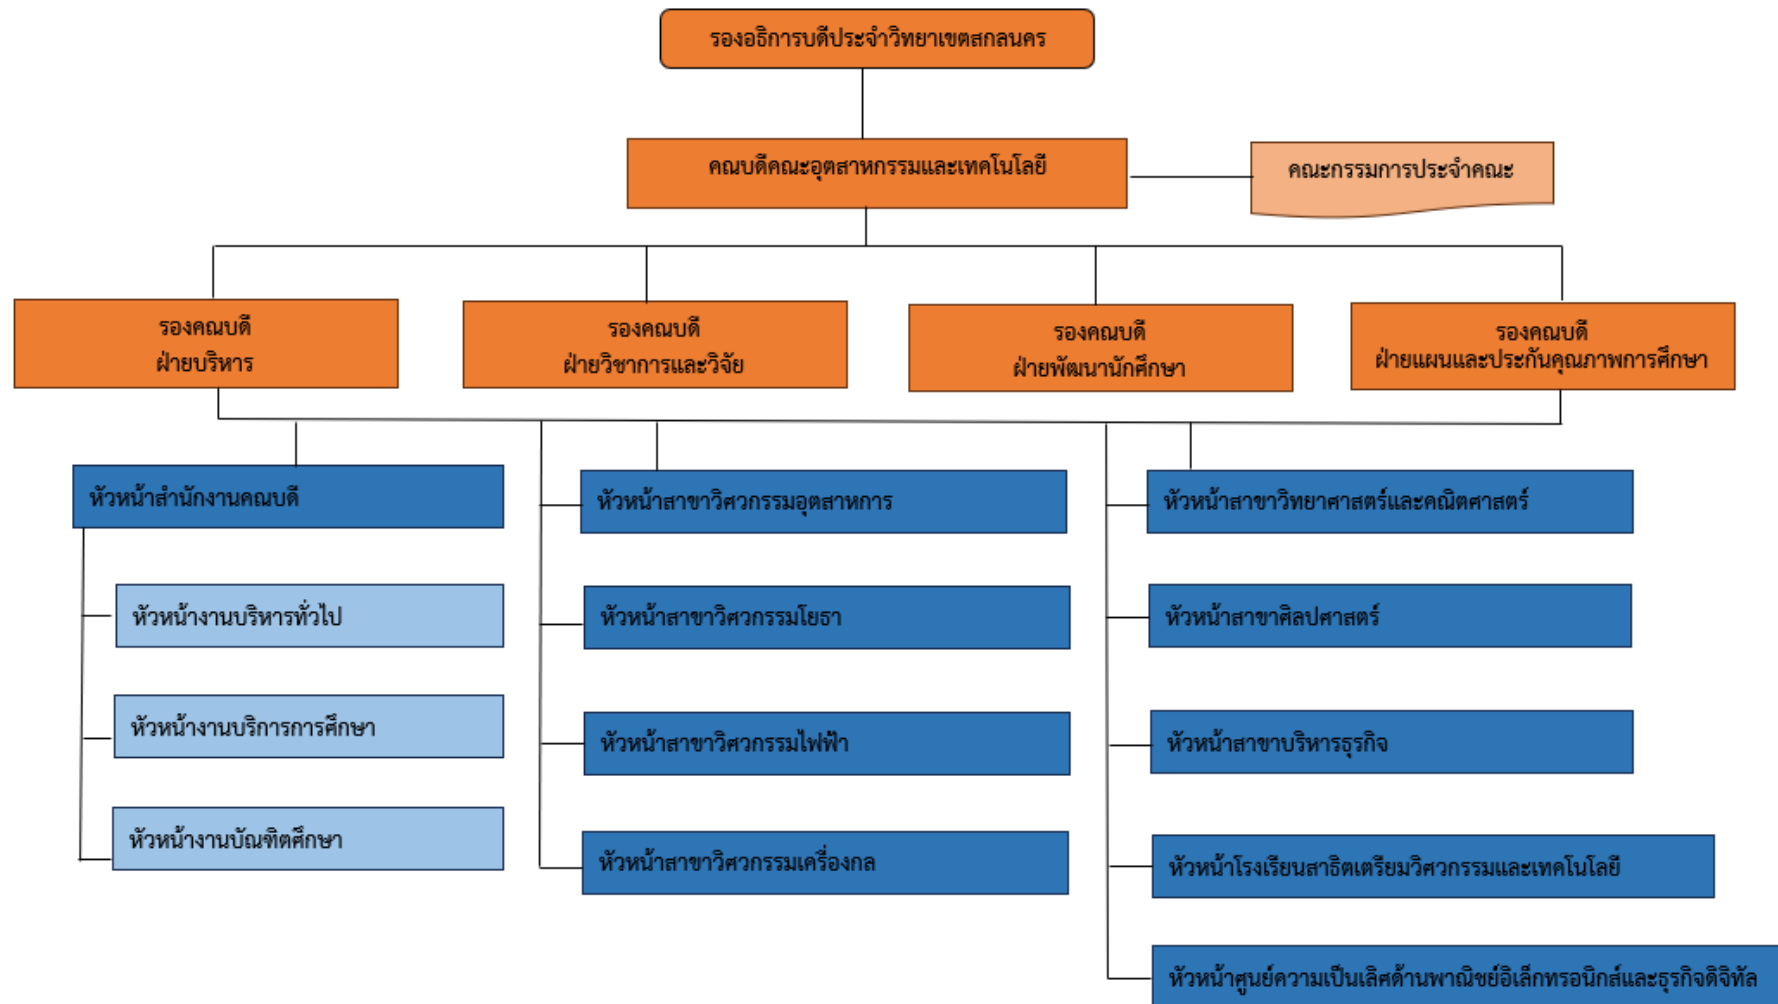 รองอธิการบดีประจำวิทยาเขตสกลนคร
คณบดีคณะอุตสาหกรรมและเทคโนโลยี
คณะกรรมการประจำคณะ
รองคณบดี
ฝ่ายบริหาร
รองคณบดี
ฝ่ายวิชาการและวิจัย
รองคณบดี
ฝ่ายพัฒนานักศึกษา
รองคณบดี
ฝ่ายแผนและประกันคุณภาพการศึกษา
หัวหน้าสำนักงานคณบดี
หัวหน้างานบริหารทั่วไป
หัวหน้างานบริการการศึกษา
หัวหน้างานบัณฑิตศึกษา
หัวหน้าสาขาวิศวกรรมอุตสาหการ
หัวหน้าสาขาวิศวกรรมโยธา
หัวหน้าสาขาวิศวกรรมไฟฟ้า
หัวหน้าสาขาวิศวกรรมเครื่องกล
หัวหน้าสาขาวิทยาศาสตร์และคณิตศาสตร์
หัวหน้าสาขาศิลปศาสตร์
หัวหน้าสาขาบริหารธุรกิจ
หัวหน้าโรงเรียนสาธิตเตรียมวิศวกรรมและเทคโนโลยี
หัวหน้าศูนย์ความเป็นเลิศด้านพาณิชย์อิเล็กทรอนิกส์และธุรกิจดิจิทัล